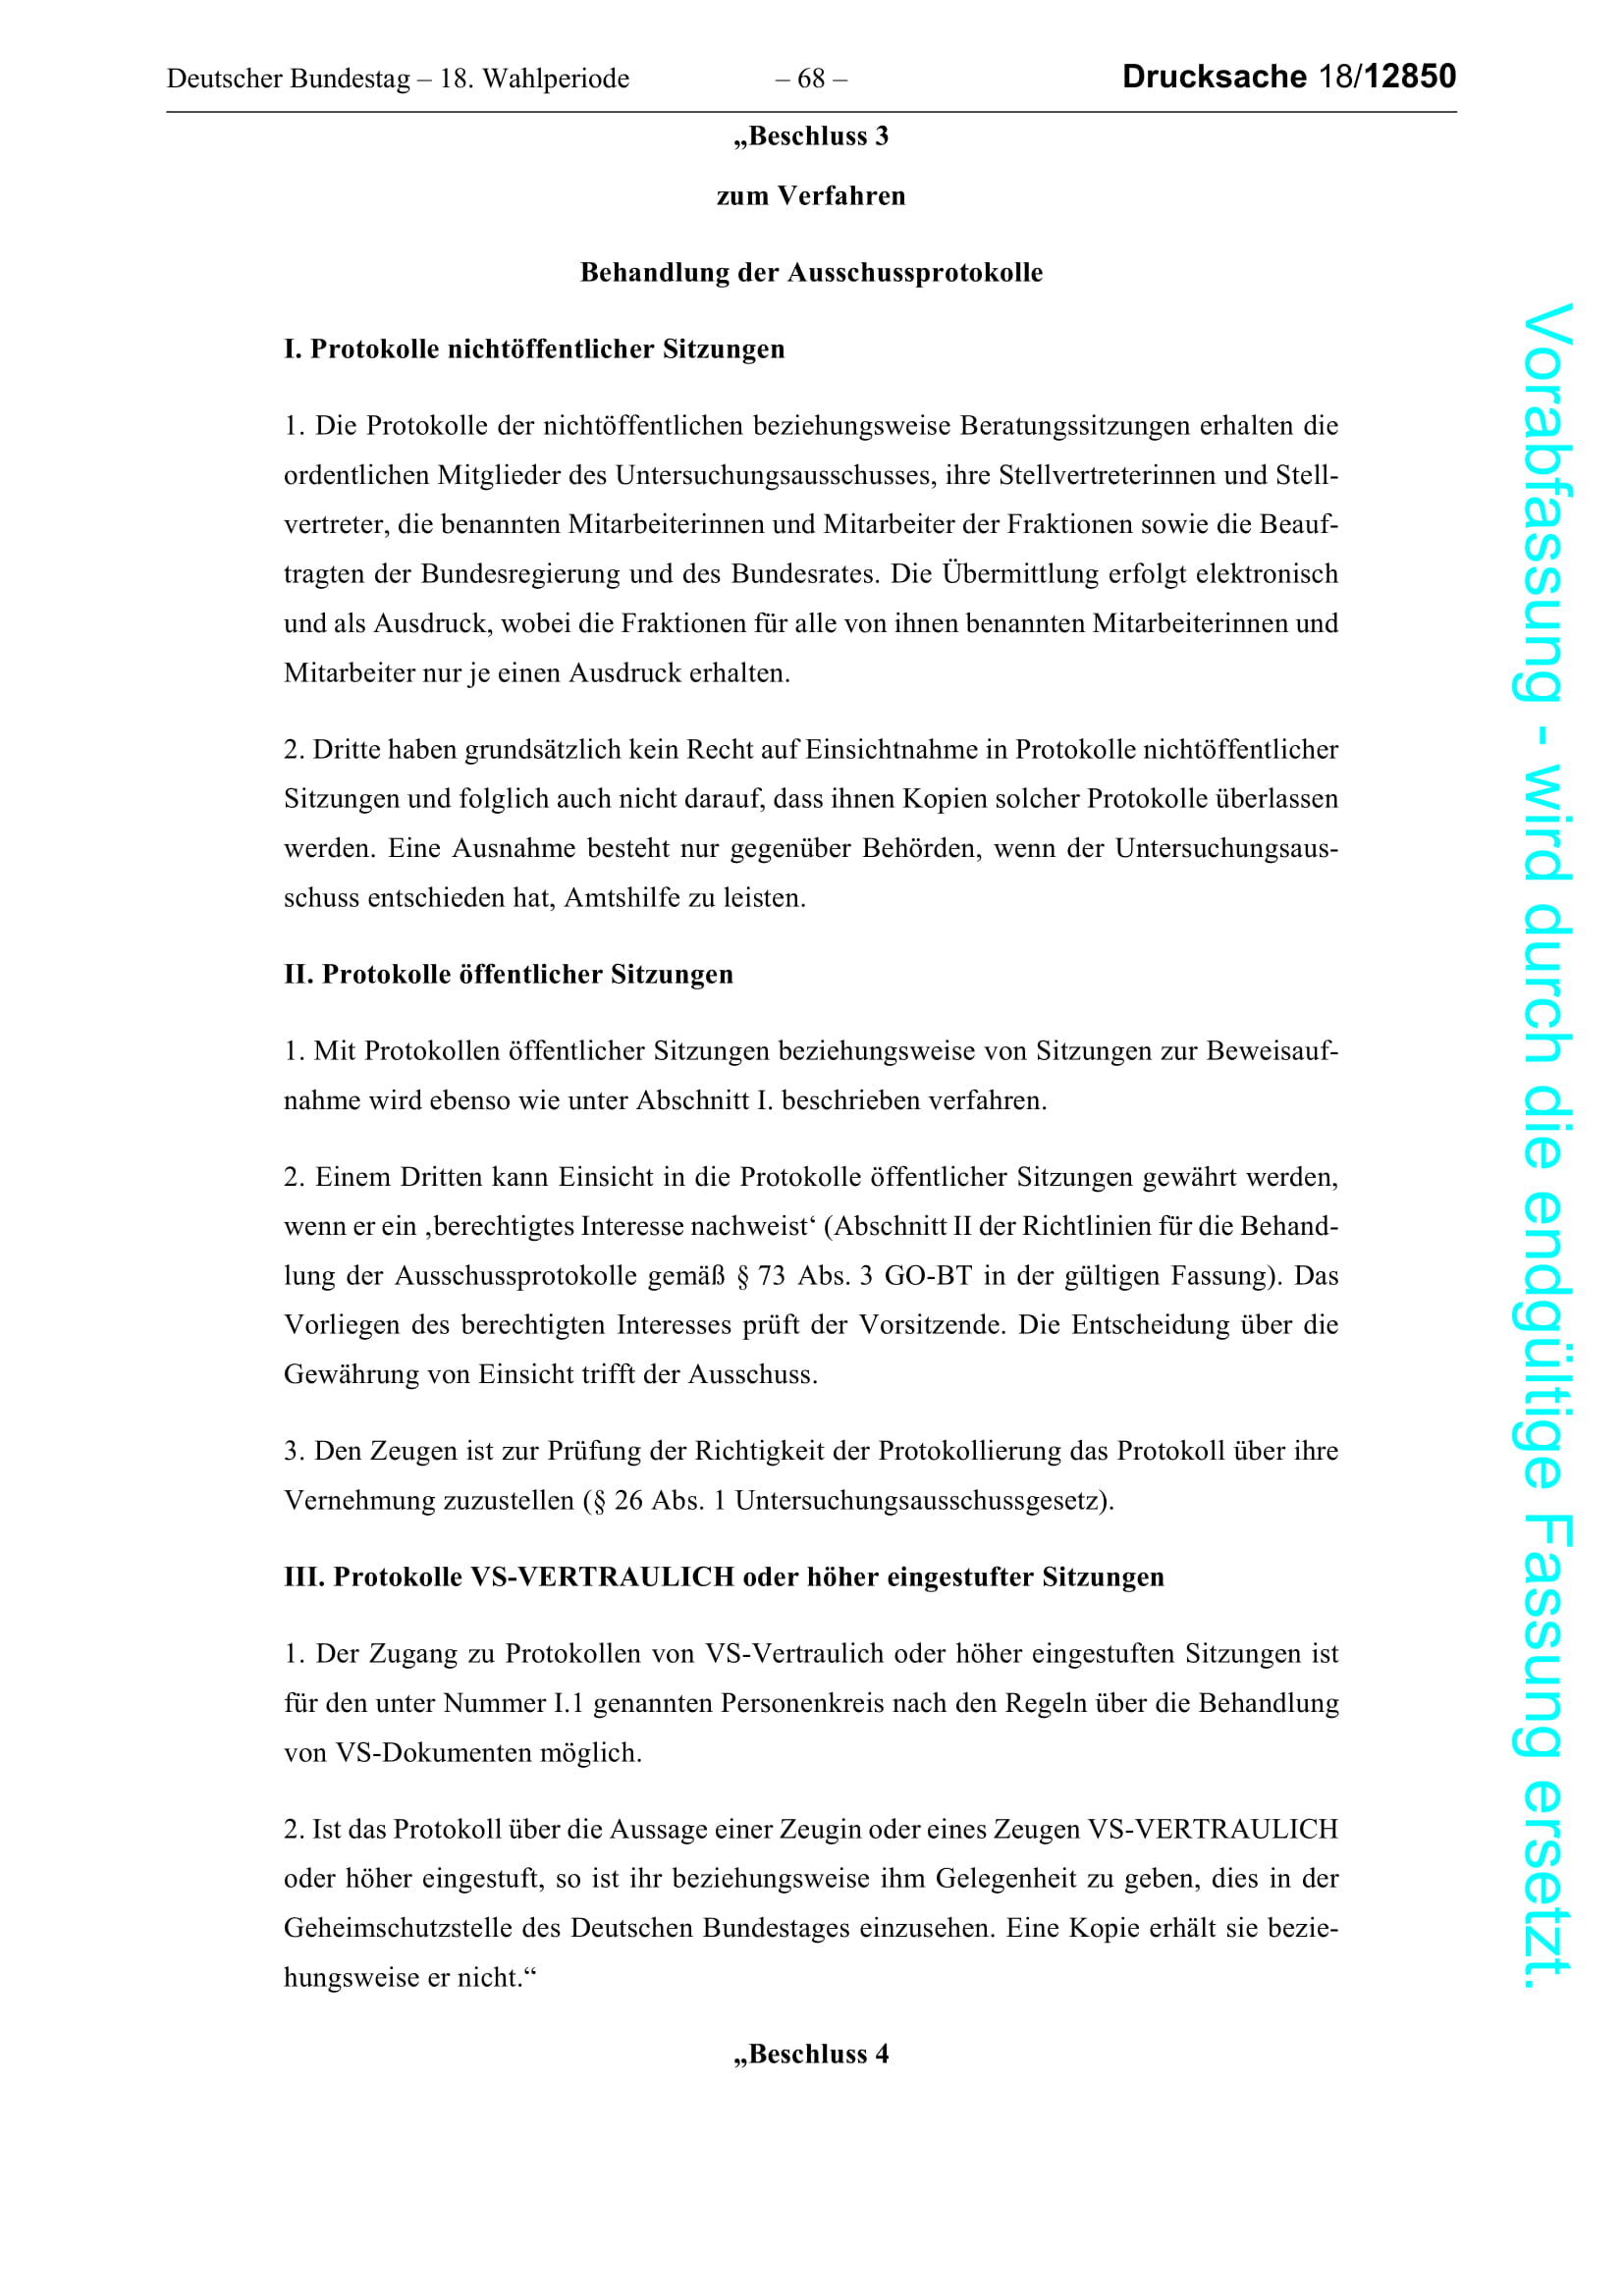 Deutscher Bundestag – 18. Wahlperiode – 68 – Drucksache 18/12850
„Beschluss 3
zum Verfahren
Behandlung der Ausschussprotokolle
I. Protokolle nichtöffentlicher Sitzungen
1. Die Protokolle der nichtöffentlichen beziehungsweise Beratungssitzungen erhalten die
ordentlichen Mitglieder des Untersuchungsausschusses, ihre Stellvertreterinnen und Stell-
vertreter, die benannten Mitarbeiterinnen und Mitarbeiter der Fraktionen sowie die Beauf-
tragten der Bundesregierung und des Bundesrates. Die Übermittlung erfolgt elektronisch
und als Ausdruck, wobei die Fraktionen für alle von ihnen benannten Mitarbeiterinnen und
Mitarbeiter nur je einen Ausdruck erhalten.
2. Dritte haben grundsätzlich kein Recht auf Einsichtnahme in Protokolle nichtöffentlicher
Sitzungen und folglich auch nicht darauf, dass ihnen Kopien solcher Protokolle überlassen
werden. Eine Ausnahme besteht nur gegenüber Behörden, wenn der Untersuchungsaus-
schuss entschieden hat, Amtshilfe zu leisten.
II. Protokolle öffentlicher Sitzungen
1. Mit Protokollen öffentlicher Sitzungen beziehungsweise von Sitzungen zur Beweisauf-
nahme wird ebenso wie unter Abschnitt I. beschrieben verfahren.
2. Einem Dritten kann Einsicht in die Protokolle öffentlicher Sitzungen gewährt werden,
wenn er ein ‚berechtigtes Interesse nachweist‘ (Abschnitt II der Richtlinien für die Behand-
lung der Ausschussprotokolle gemäß § 73 Abs. 3 GO-BT in der gültigen Fassung). Das
Vorliegen des berechtigten Interesses prüft der Vorsitzende. Die Entscheidung über die
Gewährung von Einsicht trifft der Ausschuss.
3. Den Zeugen ist zur Prüfung der Richtigkeit der Protokollierung das Protokoll über ihre
Vernehmung zuzustellen (§ 26 Abs. 1 Untersuchungsausschussgesetz).
III. Protokolle VS-VERTRAULICH oder höher eingestufter Sitzungen
1. Der Zugang zu Protokollen von VS-Vertraulich oder höher eingestuften Sitzungen ist
für den unter Nummer I.1 genannten Personenkreis nach den Regeln über die Behandlung
von VS-Dokumenten möglich.
2. Ist das Protokoll über die Aussage einer Zeugin oder eines Zeugen VS-VERTRAULICH
oder höher eingestuft, so ist ihr beziehungsweise ihm Gelegenheit zu geben, dies in der
Geheimschutzstelle des Deutschen Bundestages einzusehen. Eine Kopie erhält sie bezie-
hungsweise er nicht.“
„Beschluss 4
Vorabfassung - wird durch die endgültige Fassung ersetzt.